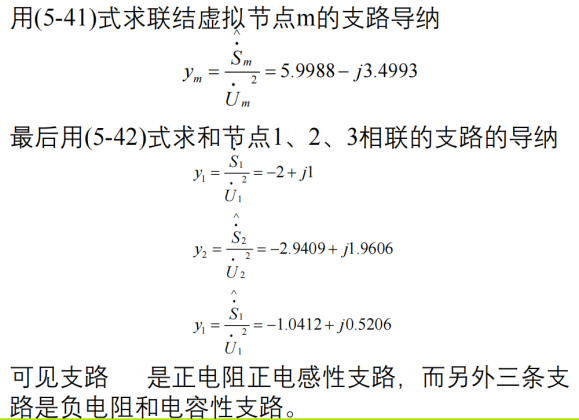 用(5-41)式求联结虚拟节点m的支路导纳
$y_m = \frac{\hat{\dot{S}}_m}{\dot{U}_m^2} = 5.9988 - j3.4993$
最后用(5-42)式求和节点1、2、3相联的支路的导纳
$y_1 = \frac{\hat{\dot{S}}_1}{\dot{U}_1^2} = -2 + j1$
$y_2 = \frac{\hat{\dot{S}}_2}{\dot{U}_2^2} = -2.9409 + j1.9606$
$y_1 = \frac{\hat{\dot{S}}_1}{\dot{U}_1^2} = -1.0412 + j0.5206$
可见支路 是正电阻正电感性支路，而另外三条支
路是负电阻和电容性支路。